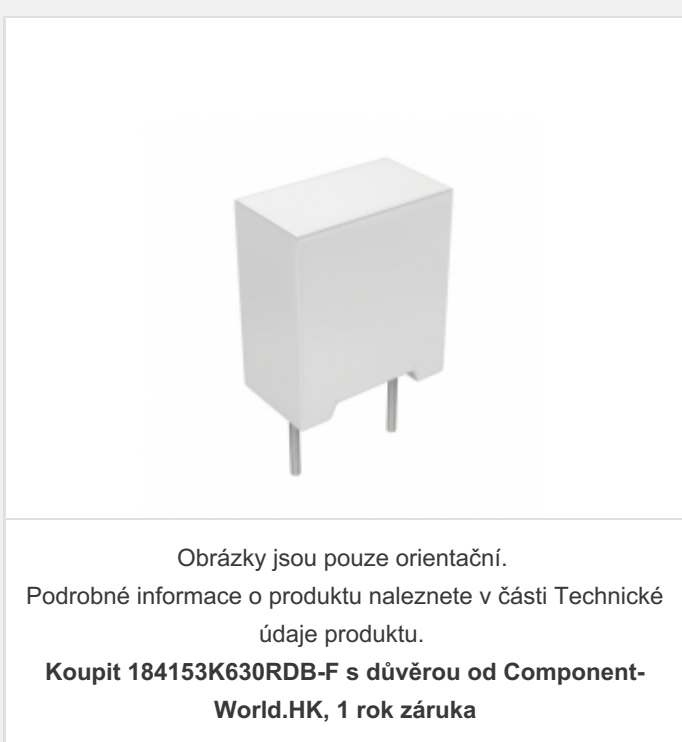 Obrázky jsou pouze orientační.
Podrobné informace o produktu naleznete v části Technické
údaje produktu.
Koupit 184153K630RDB-F s důvěrou od Component-
World.HK, 1 rok záruka